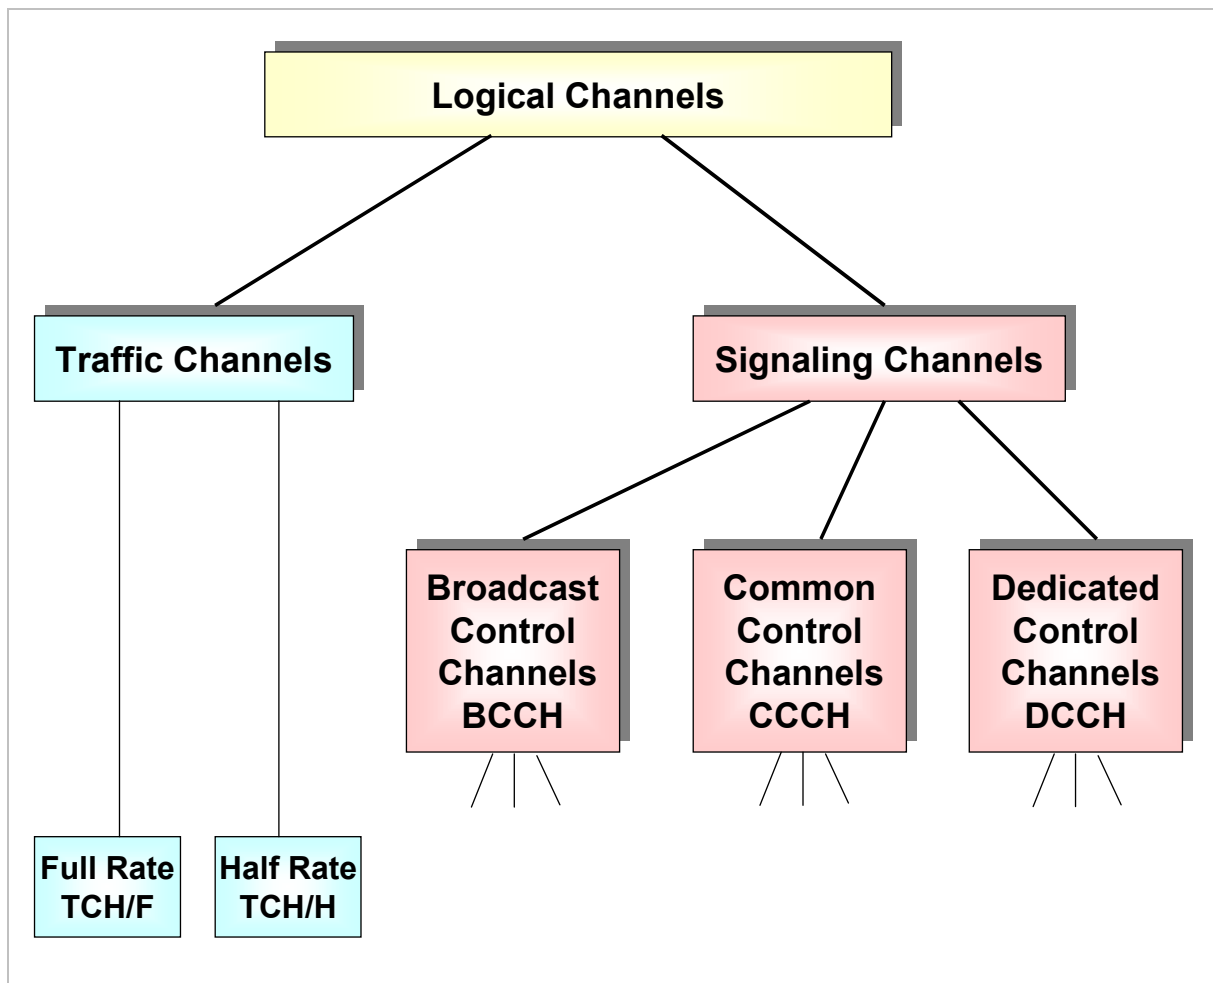 Logical Channels
Traffic Channels
Signaling Channels
Broadcast
Control
Channels
BCCH
Common
Control
Channels
CCCH
Dedicated
Control
Channels
DCCH
Full Rate
TCH/F
Half Rate
TCH/H